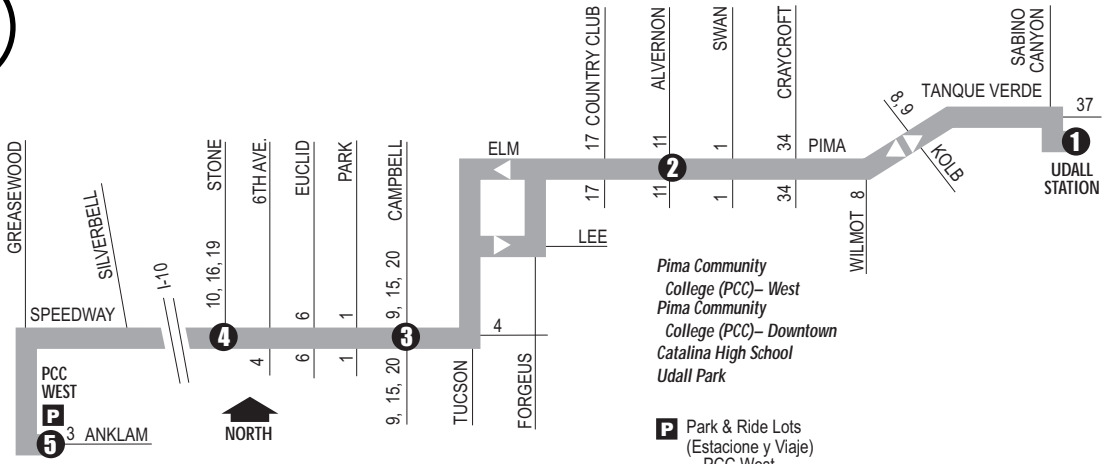 GREASEWOOD
SILVERBELL
I-10
STONE
10, 16, 19
6TH AVE.
4
EUCLID
6
6
PARK
1
1
CAMPBELL
9, 15, 20
9, 15, 20
SPEEDWAY
4
3
PCC
WEST
P
5
3 ANKLAM
NORTH
TUCSON
4
FORGEUS
ELM
LEE
17 COUNTRY CLUB
17
ALVERNON
11
11
2
SWAN
1
1
CRAYCROFT
34
34
PIMA
WILMOT 8
8, 9
KOLB
TANQUE VERDE
SABINO
CANYON
37
1
UDALL
STATION
Pima Community
College (PCC)– West
Pima Community
College (PCC)– Downtown
Catalina High School
Udall Park
P Park & Ride Lots
(Estacione y Viaje)
PCC West